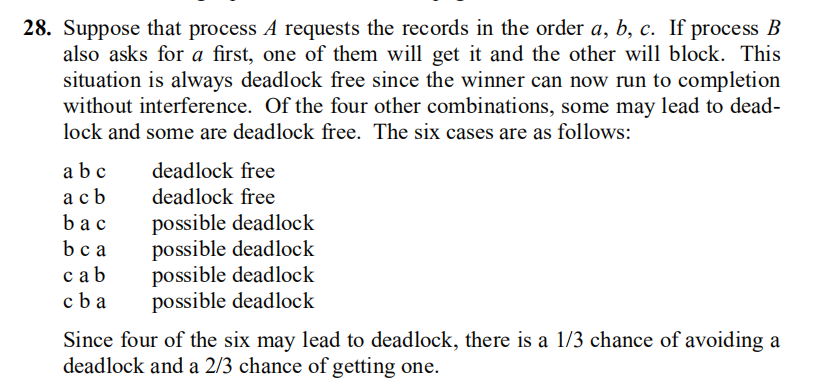 28. Suppose that process A requests the records in the order a, b, c. If process B
also asks for a first, one of them will get it and the other will block. This
situation is always deadlock free since the winner can now run to completion
without interference. Of the four other combinations, some may lead to dead-
lock and some are deadlock free. The six cases are as follows:
a b c deadlock free
a c b deadlock free
b a c possible deadlock
b c a possible deadlock
c a b possible deadlock
c b a possible deadlock
Since four of the six may lead to deadlock, there is a 1/3 chance of avoiding a
deadlock and a 2/3 chance of getting one.